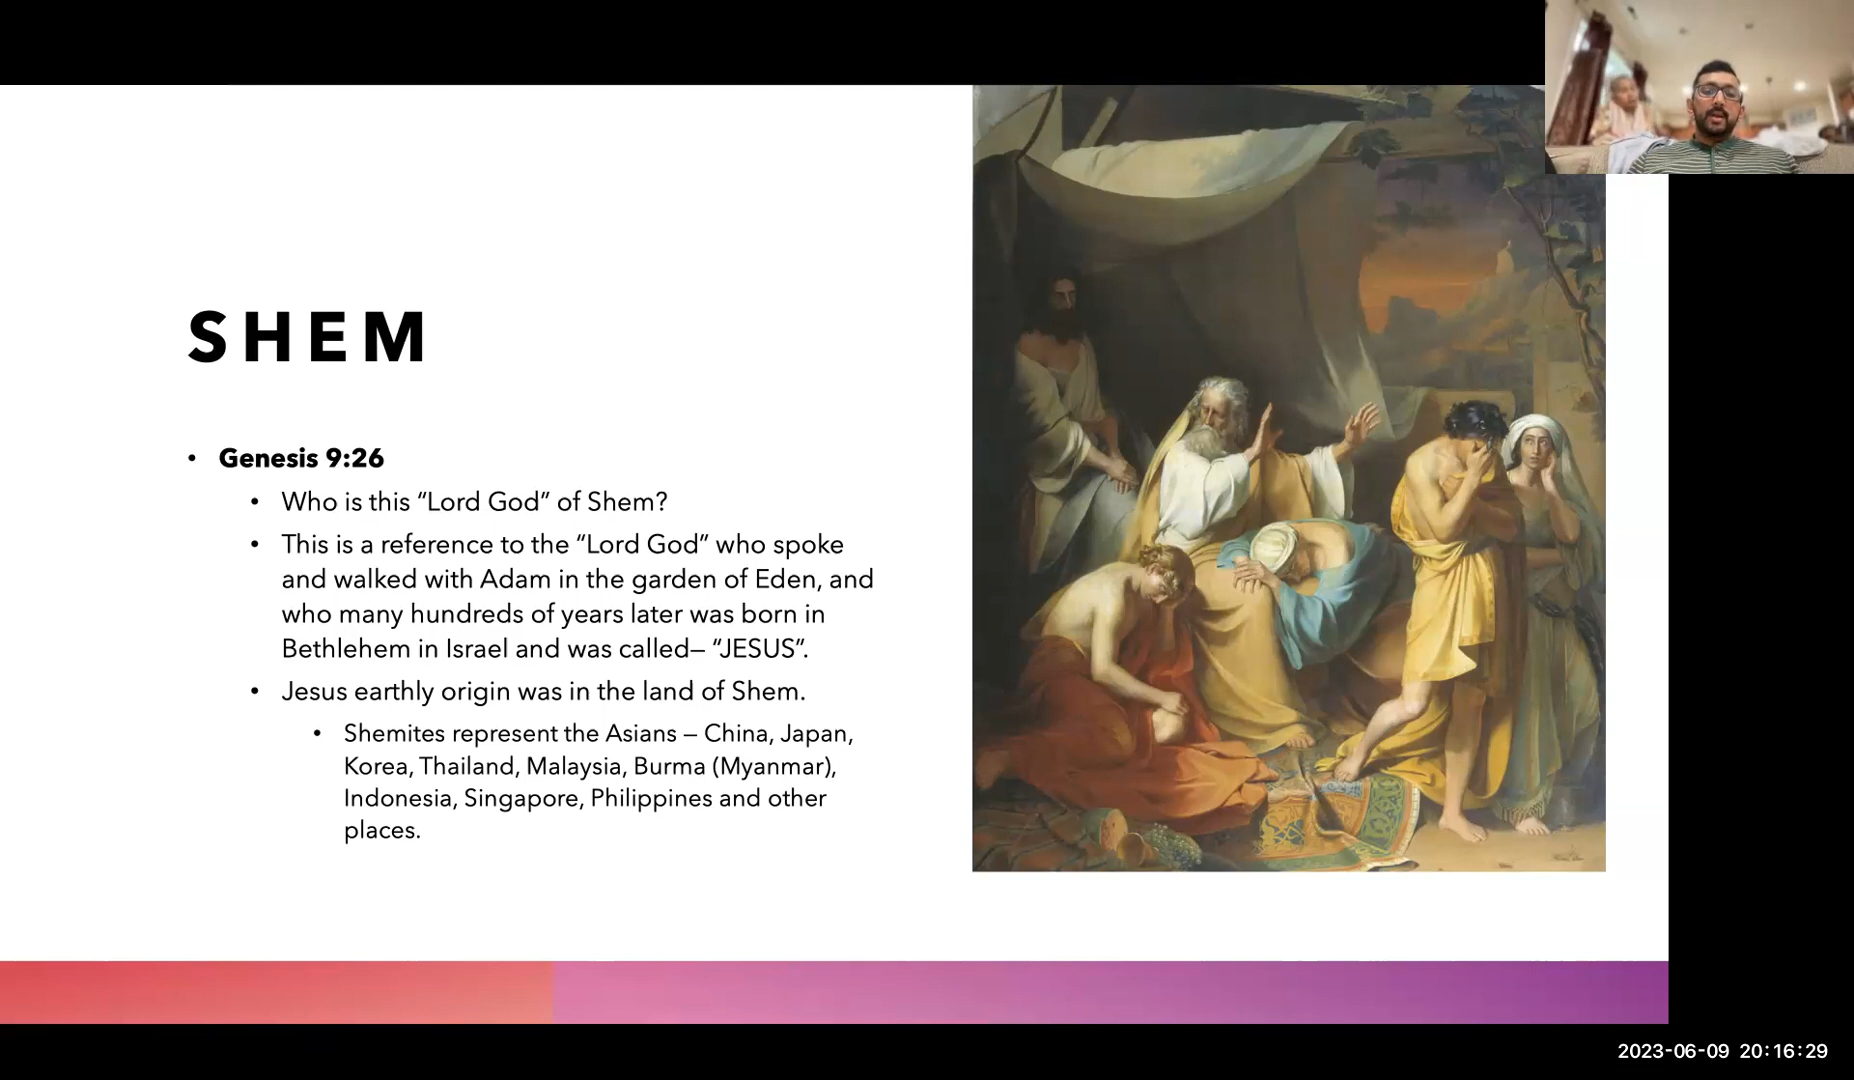 SHEM
• Genesis 9:26
• Who is this “Lord God” of Shem?
• This is a reference to the “Lord God” who spoke
and walked with Adam in the garden of Eden, and
who many hundreds of years later was born in
Bethlehem in Israel and was called– “JESUS”.
• Jesus earthly origin was in the land of Shem.
• Shemites represent the Asians – China, Japan,
Korea, Thailand, Malaysia, Burma (Myanmar),
Indonesia, Singapore, Philippines and other
places.
2023-06-09 20:16:29